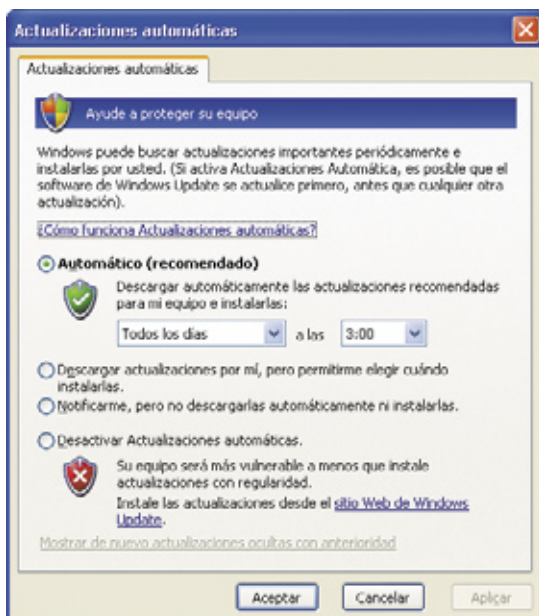 Actualizaciones automáticas
Actualizaciones automáticas
Ayude a proteger su equipo
Windows puede buscar actualizaciones importantes periódicamente e
instalarlas por usted. (Si activa Actualizaciones Automática, es posible que el
software de Windows Update se actualice primero, antes que cualquier otra
actualización).
¿Cómo funciona Actualizaciones automáticas?
Automático (recomendado)
Descargar automáticamente las actualizaciones recomendadas
para mi equipo e instalarlas:
Todos los días a las 3:00
Descargar actualizaciones por mí, pero permitirme elegir cuándo
instalarlas.
Notificarme, pero no descargarlas automáticamente ni instalarlas.
Desactivar Actualizaciones automáticas.
Su equipo será más vulnerable a menos que instale
actualizaciones con regularidad.
Instale las actualizaciones desde el sitio Web de Windows
Update.
Mostrar de nuevo actualizaciones ocultas con anterioridad
Aceptar Cancelar Aplicar